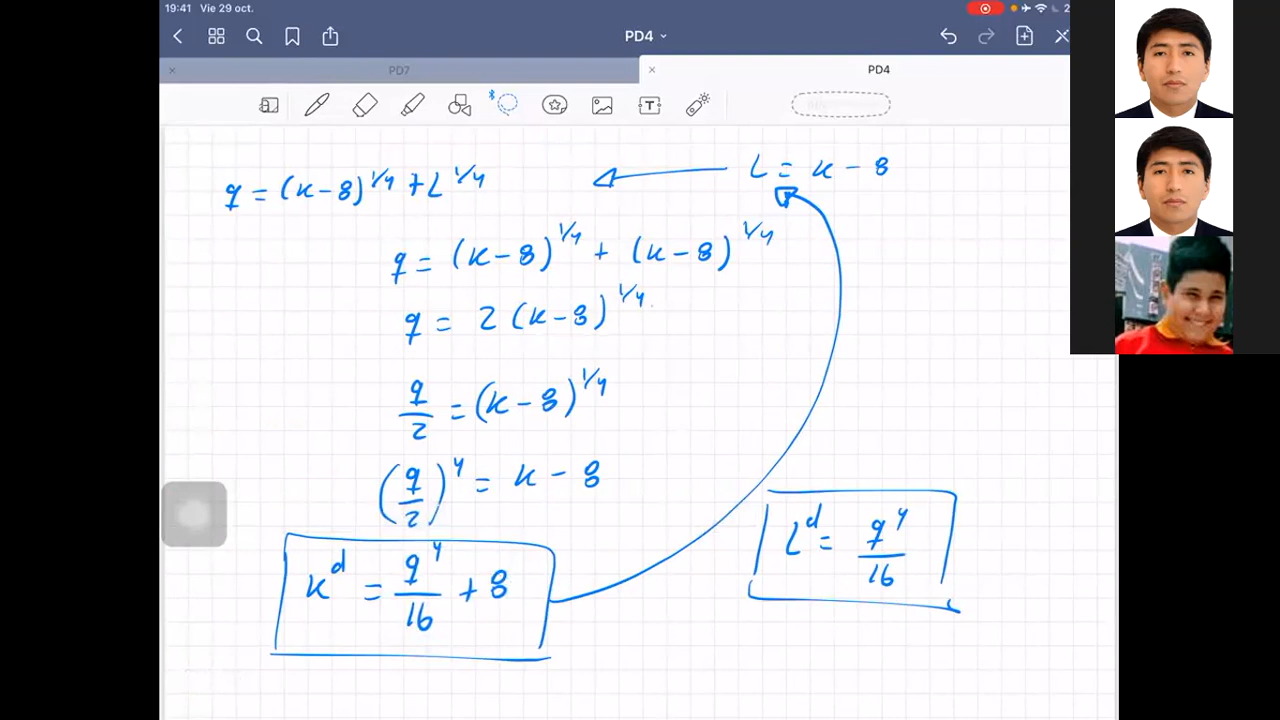 19:41 Vie 29 oct.
2
PD4
PD7
PD4
T
q = (k-8)^{1/4} + L^{1/4}
L = k - 8
q = (k-8)^{1/4} + (k-8)^{1/4}
q = 2 (k-8)^{1/4}
q/2 = (k-8)^{1/4}
(q/2)^4 = k - 8
k^d = q^4/16 + 8
L^d = q^4/16